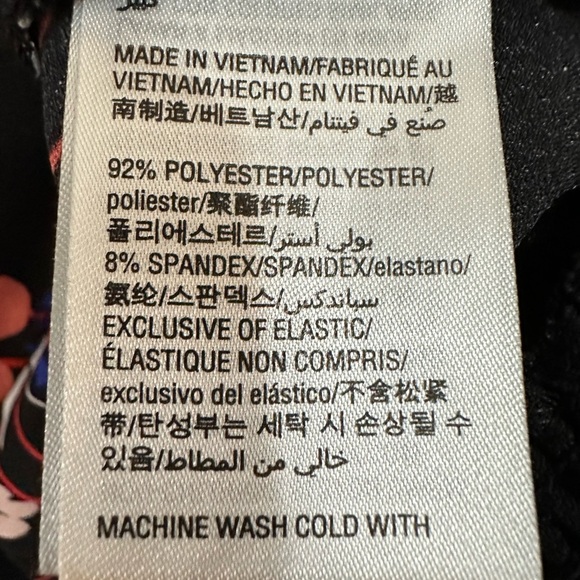 كبير
MADE IN VIETNAM/FABRIQUÉ AU
VIETNAM/HECHO EN VIETNAM/越
南制造/베트남산/صُنع في فيتنام
92% POLYESTER/POLYESTER/
poliester/聚酯纤维/
폴리에스테르/بولي أستر
8% SPANDEX/SPANDEX/elastano/
氨纶/스판덱스/سباندكس
EXCLUSIVE OF ELASTIC/
ÉLASTIQUE NON COMPRIS/
exclusivo del elástico/不含松紧
带/탄성부는 세탁 시 손상될 수
있음/خالي من المطاط
MACHINE WASH COLD WITH